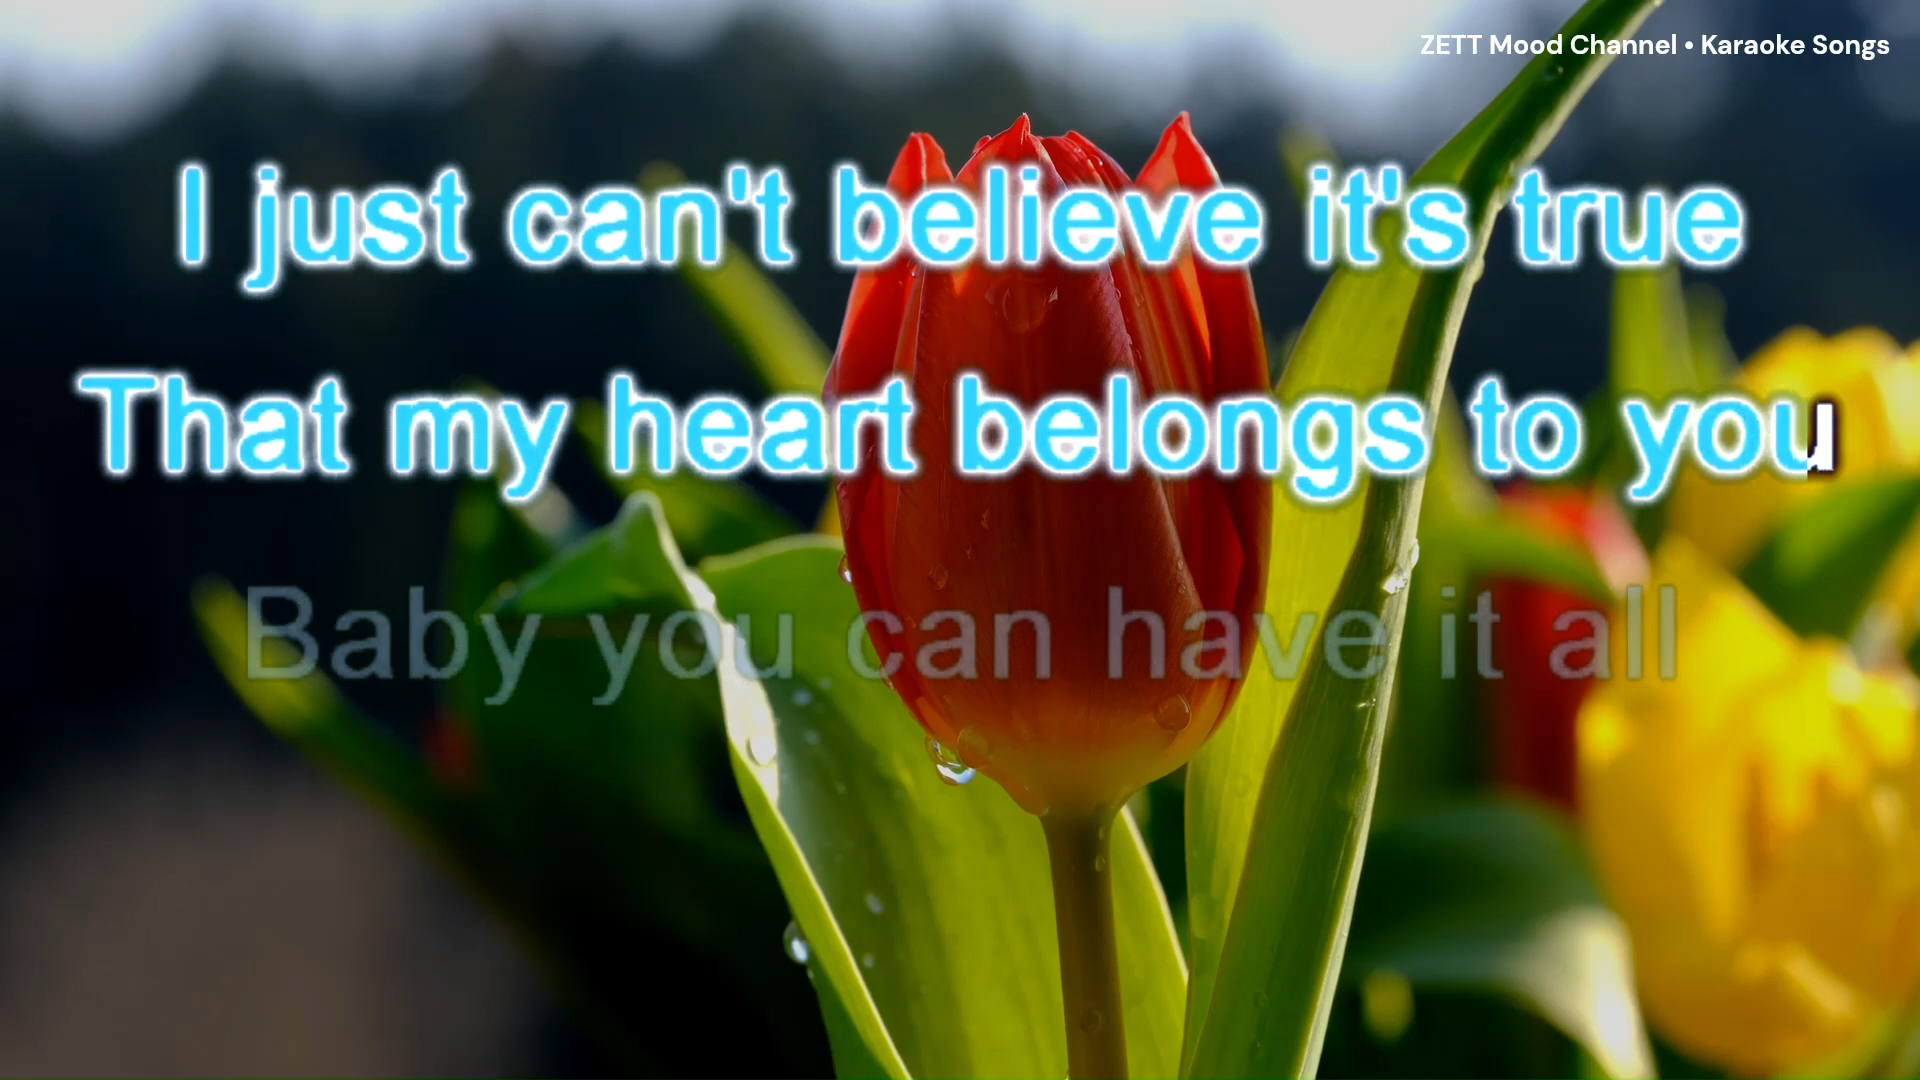 ZETT Mood Channel • Karaoke Songs
I just can't believe it's true
That my heart belongs to you
Baby you can have it all